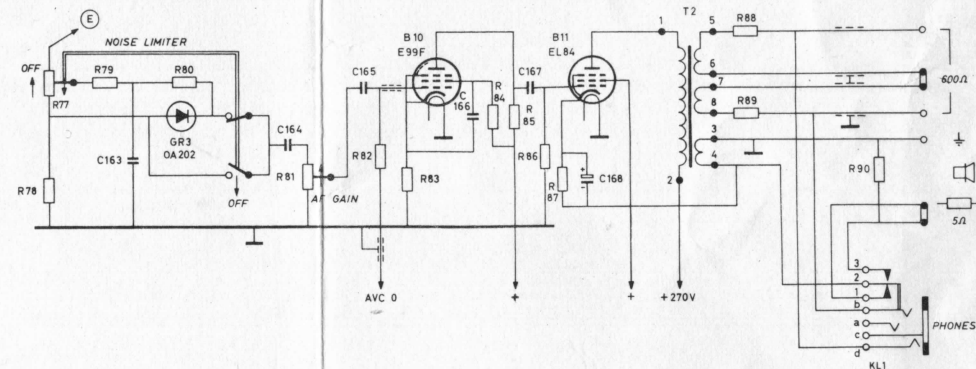 E
NOISE LIMITER
OFF
R77
R79
R80
GR3
OA202
C163
R78
OFF
C164
R81
AF GAIN
C165
R82
AVC 0
B10
E99F
C
166
R83
R
84
R
85
C167
R86
+
B11
EL84
R
87
+
C168
+
+270V
T2
1
2
5
6
7
8
3
4
R88
R89
600Ω
R90
5Ω
3
2
1
b
a
c
d
PHONES
KL1